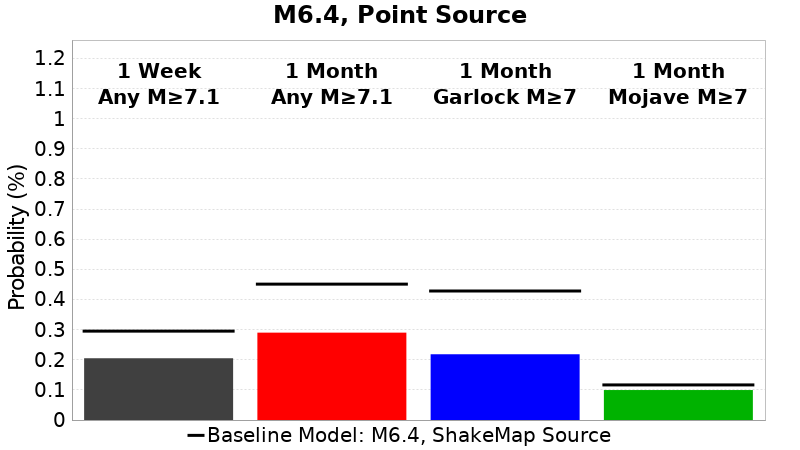 M6.4, Point Source
1 Week
Any M≥7.1
1 Month
Any M≥7.1
1 Month
Garlock M≥7
1 Month
Mojave M≥7
Probability (%)
1.2
1.1
1
0.9
0.8
0.7
0.6
0.5
0.4
0.3
0.2
0.1
0
Baseline Model: M6.4, ShakeMap Source